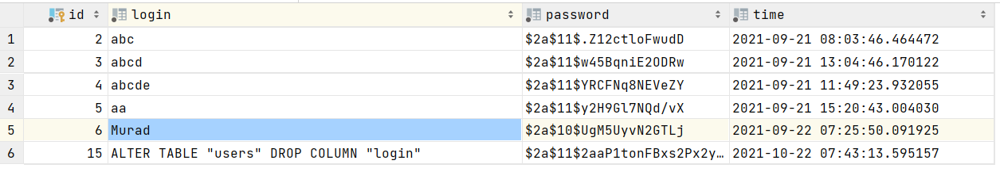 id login password time
1 2 abc $2a$11$.Z12ctloFwudD 2021-09-21 08:03:46.464472
2 3 abcd $2a$11$w45BqniE2ODRw 2021-09-21 13:04:46.170122
3 4 abcde $2a$11$YRCFNq8NEVeZY 2021-09-21 11:49:23.932055
4 5 aa $2a$11$y2H9Gl7NQd/vX 2021-09-21 15:20:43.004030
5 6 Murad $2a$10$UgM5UyvN2GTLj 2021-09-22 07:25:50.091925
6 15 ALTER TABLE "users" DROP COLUMN "login" $2a$11$2aaP1tonFBxs2Px2y… 2021-10-22 07:43:13.595157